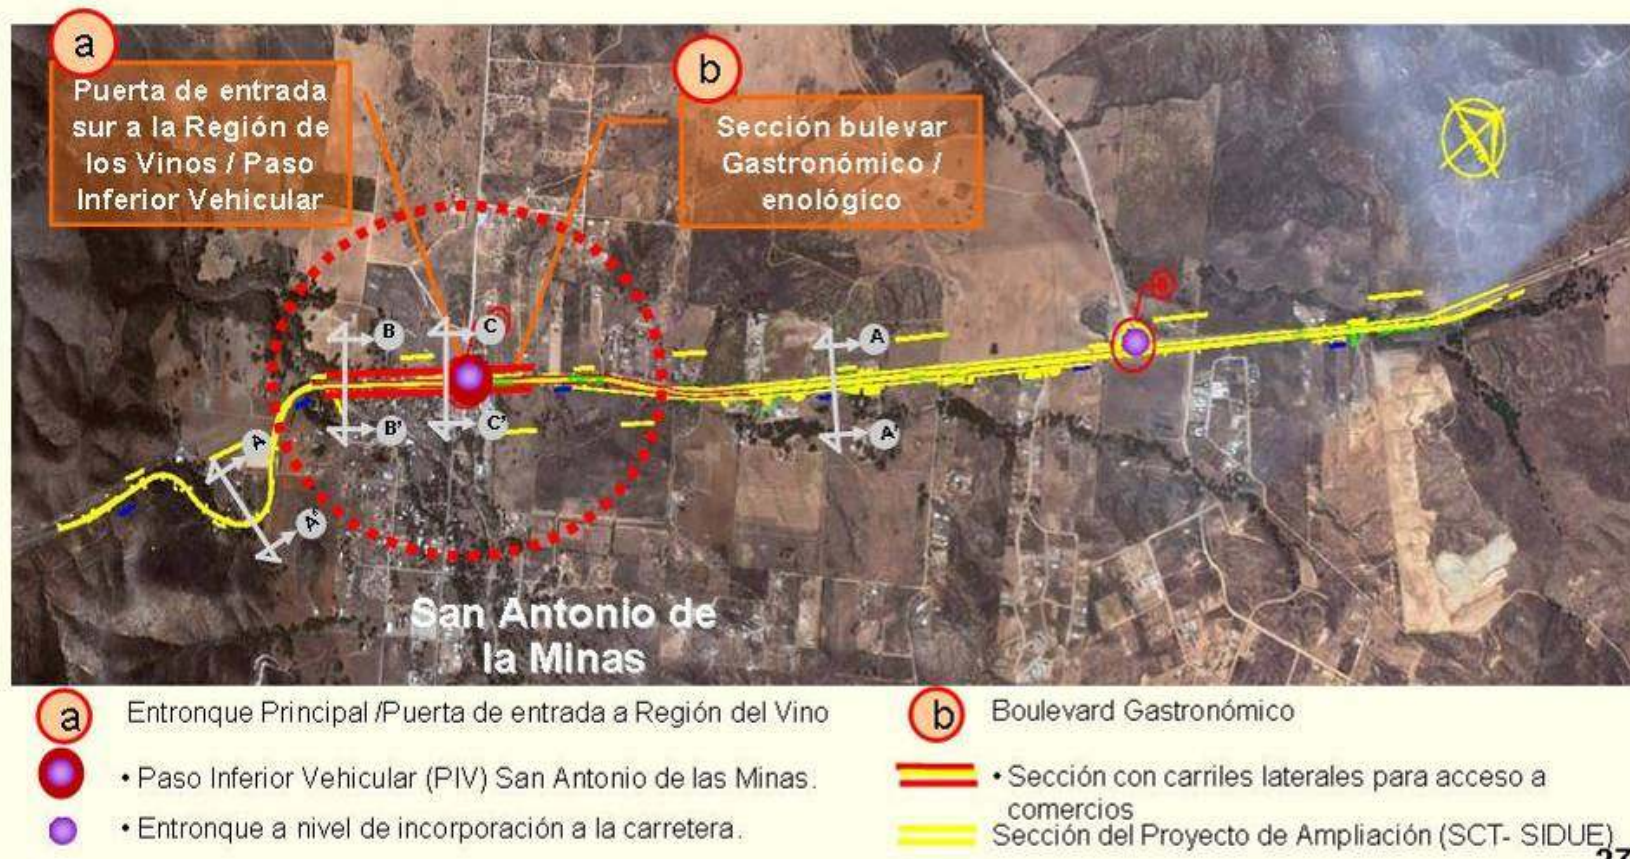 a
Puerta de entrada
sur a la Región de
los Vinos / Paso
Inferior Vehicular
b
Sección bulevar
Gastronómico /
enológico
B
C
A
B'
C'
A'
A
A'
San Antonio de
la Minas
a
Entronque Principal /Puerta de entrada a Región del Vino
• Paso Inferior Vehicular (PIV) San Antonio de las Minas.
• Entronque a nivel de incorporación a la carretera.
b
Boulevard Gastronómico
• Sección con carriles laterales para acceso a
comercios
Sección del Proyecto de Ampliación (SCT- SIDUE)